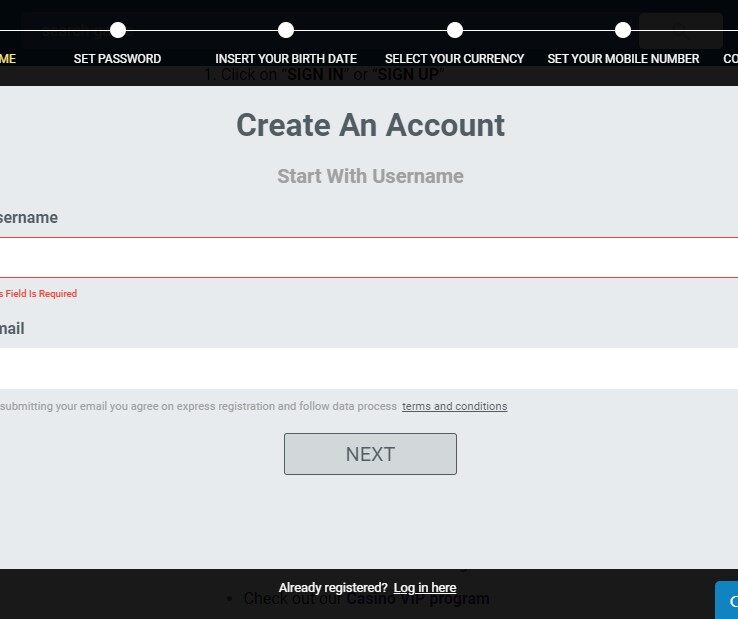 search g
ME SET PASSWORD INSERT YOUR BIRTH DATE SELECT YOUR CURRENCY SET YOUR MOBILE NUMBER CO
1. Click on "SIGN IN" or "SIGN UP"
Create An Account
Start With Username
sername
s Field Is Required
mail
submitting your email you agree on express registration and follow data process terms and conditions
NEXT
Already registered? Log in here
• Check out our Casino VIP program